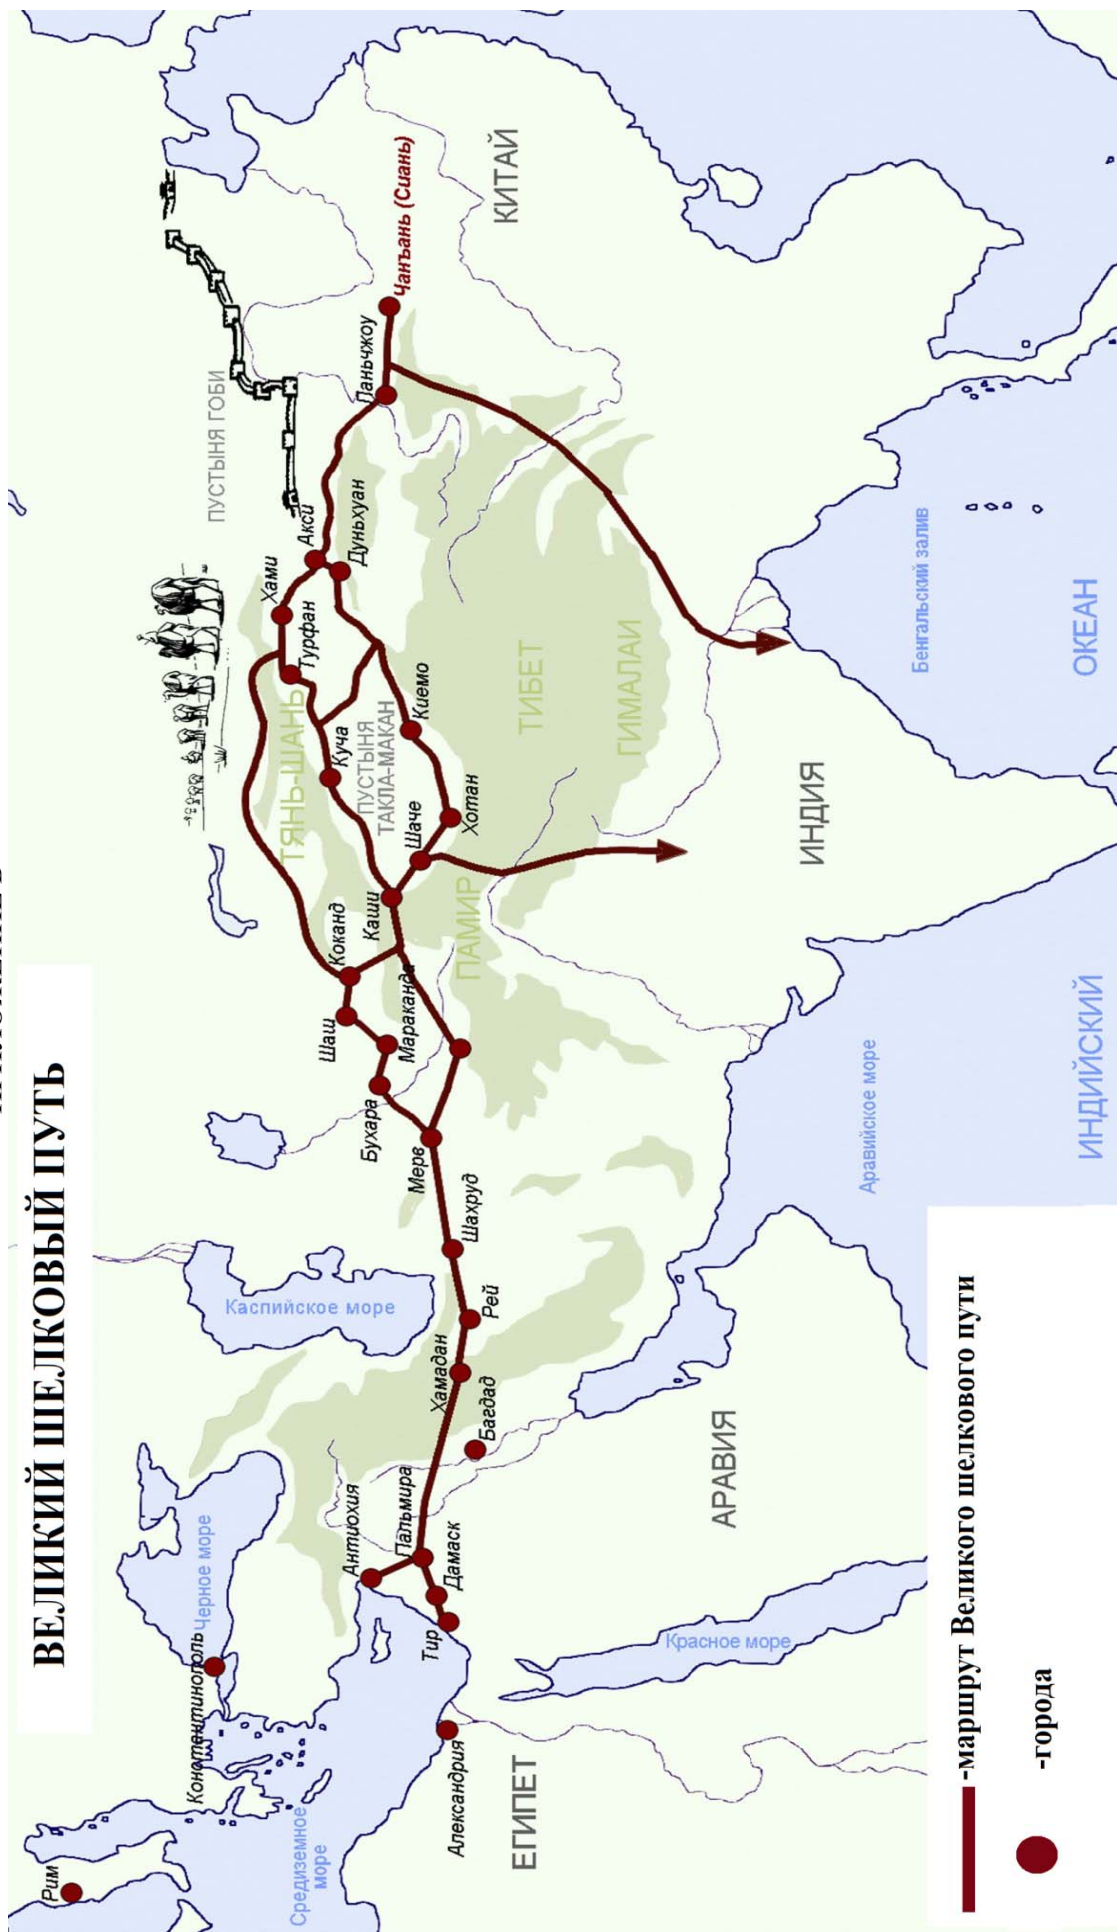 ВЕЛИКИЙ ШЕЛКОВЫЙ ПУТЬ
Рим
Константинополь
Черное море
Каспийское море
Средиземное
море
Антиохия
Пальмира
Дамаск
Тир
Александрия
ЕГИПЕТ
Красное море
АРАВИЯ
Багдад
Хамадан
Рей
Шахруд
Мерв
Бухара
Мараканда
Шаш
Коканд
Каши
ПАМИР
Шаче
Хотан
Киемо
Куча
ПУСТЫНЯ
ТАКЛА-МАКАН
ТЯНЬ-ШАНЬ
Турфан
Хами
Акси
Дуньхуан
ПУСТЫНЯ ГОБИ
Ланьчжоу
Чанъань (Сиань)
КИТАЙ
ТИБЕТ
ГИМАЛАИ
ИНДИЯ
Аравийское море
Бенгальский залив
ИНДИЙСКИЙ
ОКЕАН
-маршрут Великого шелкового пути
-города